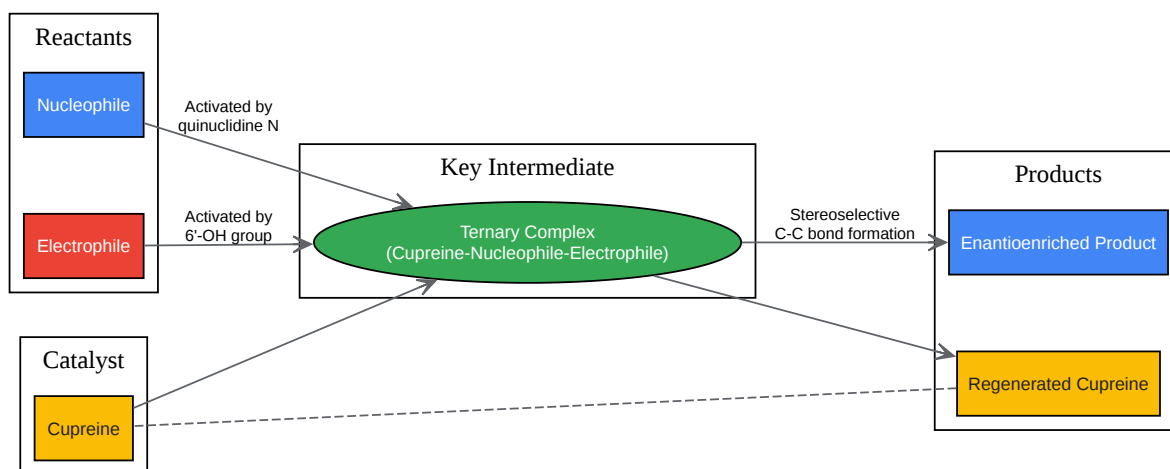 Reactants
Nucleophile
Activated by
quinuclidine N
Electrophile
Activated by
6'-OH group
Key Intermediate
Ternary Complex
(Cupreine-Nucleophile-Electrophile)
Stereoselective
C-C bond formation
Products
Enantioenriched Product
Regenerated Cupreine
Catalyst
Cupreine